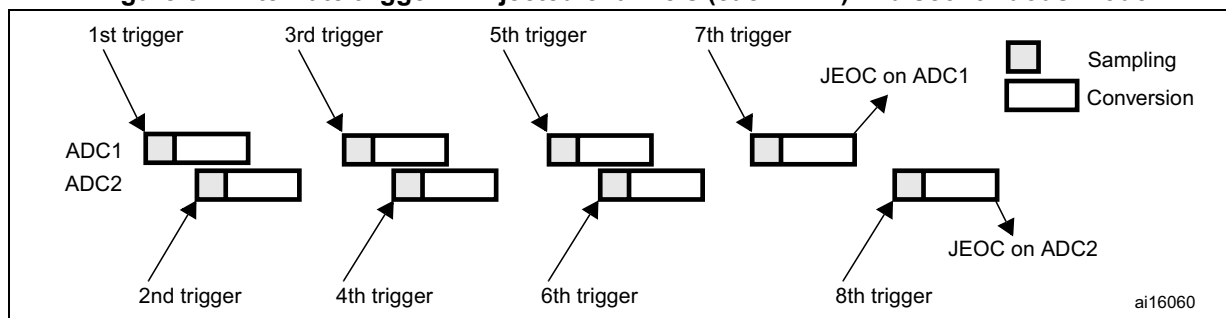 1st trigger
3rd trigger
5th trigger
7th trigger
JEOC on ADC1
Sampling
Conversion
ADC1
ADC2
JEOC on ADC2
2nd trigger
4th trigger
6th trigger
8th trigger
ai16060